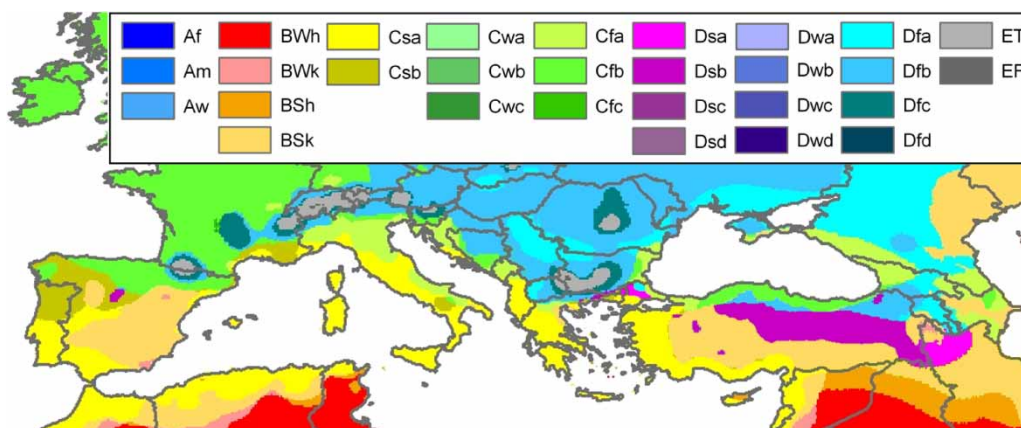 Af BWh Csa Cwa Cfa Dsa Dwa Dfa ET
Am BWk Csb Cwb Cfb Dsb Dwb Dfb EF
Aw BSh Cwc Cfc Dsc Dwc Dfc
BSk Dsd Dwd Dfd